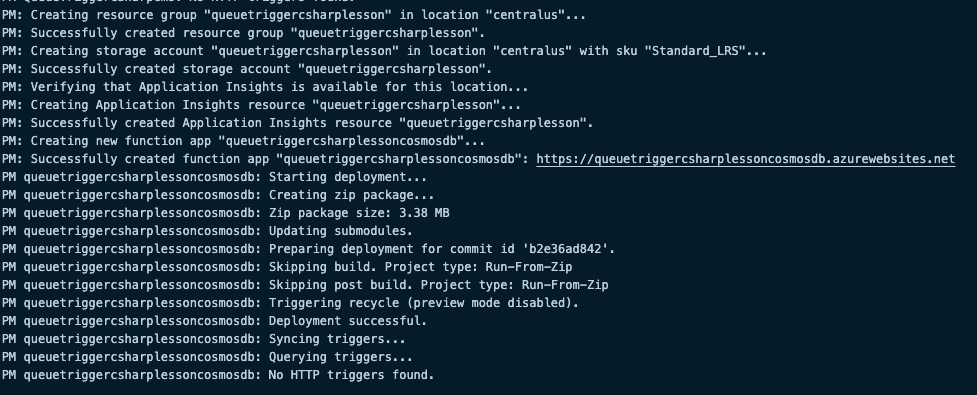 No HTTP triggers found.
PM: Creating resource group "queuetriggercsharplesson" in location "centralus"...
PM: Successfully created resource group "queuetriggercsharplesson".
PM: Creating storage account "queuetriggercsharplesson" in location "centralus" with sku "Standard_LRS"...
PM: Successfully created storage account "queuetriggercsharplesson".
PM: Verifying that Application Insights is available for this location...
PM: Creating Application Insights resource "queuetriggercsharplesson"...
PM: Successfully created Application Insights resource "queuetriggercsharplesson".
PM: Creating new function app "queuetriggercsharplessoncosmosdb"...
PM: Successfully created function app "queuetriggercsharplessoncosmosdb": https://queuetriggercsharplessoncosmosdb.azurewebsites.net
PM queuetriggercsharplessoncosmosdb: Starting deployment...
PM queuetriggercsharplessoncosmosdb: Creating zip package...
PM queuetriggercsharplessoncosmosdb: Zip package size: 3.38 MB
PM queuetriggercsharplessoncosmosdb: Updating submodules.
PM queuetriggercsharplessoncosmosdb: Preparing deployment for commit id 'b2e36ad842'.
PM queuetriggercsharplessoncosmosdb: Skipping build. Project type: Run-From-Zip
PM queuetriggercsharplessoncosmosdb: Skipping post build. Project type: Run-From-Zip
PM queuetriggercsharplessoncosmosdb: Triggering recycle (preview mode disabled).
PM queuetriggercsharplessoncosmosdb: Deployment successful.
PM queuetriggercsharplessoncosmosdb: Syncing triggers...
PM queuetriggercsharplessoncosmosdb: Querying triggers...
PM queuetriggercsharplessoncosmosdb: No HTTP triggers found.